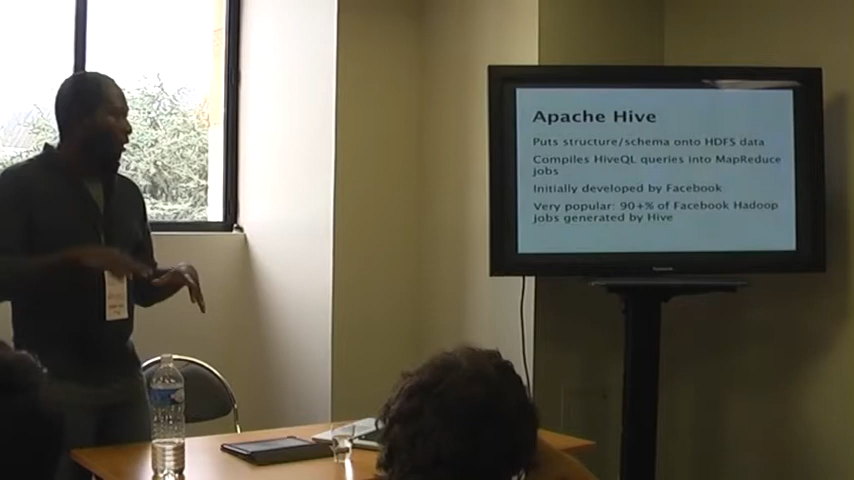 Apache Hive
Puts structure/schema onto HDFS data
Compiles HiveQL queries into MapReduce
jobs
Initially developed by Facebook
Very popular: 90+% of Facebook Hadoop
jobs generated by Hive
Panasonic